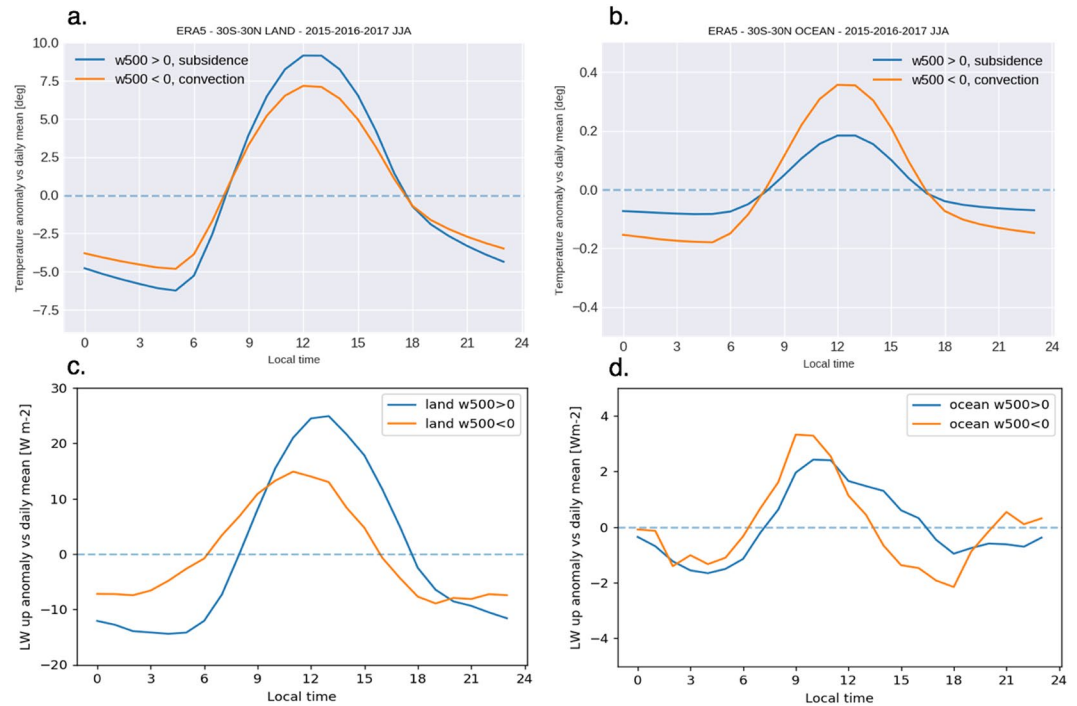 a.
ERA5 - 30S-30N LAND - 2015-2016-2017 JJA
Temperature anomaly vs daily mean [deg]
10.0
7.5
5.0
2.5
0.0
−2.5
−5.0
−7.5
w500 > 0, subsidence
w500 < 0, convection
0 3 6 9 12 15 18 21 24
Local time
b.
ERA5 - 30S-30N OCEAN - 2015-2016-2017 JJA
Temperature anomaly vs daily mean [deg]
0.4
0.2
0.0
−0.2
−0.4
w500 > 0, subsidence
w500 < 0, convection
0 3 6 9 12 15 18 21 24
Local time
c.
LW up anomaly vs daily mean [W m-2]
30
20
10
0
−10
−20
land w500>0
land w500<0
0 3 6 9 12 15 18 21 24
Local time
d.
LW up anomaly vs daily mean [Wm-2]
4
2
0
−2
−4
ocean w500>0
ocean w500<0
0 3 6 9 12 15 18 21 24
Local time